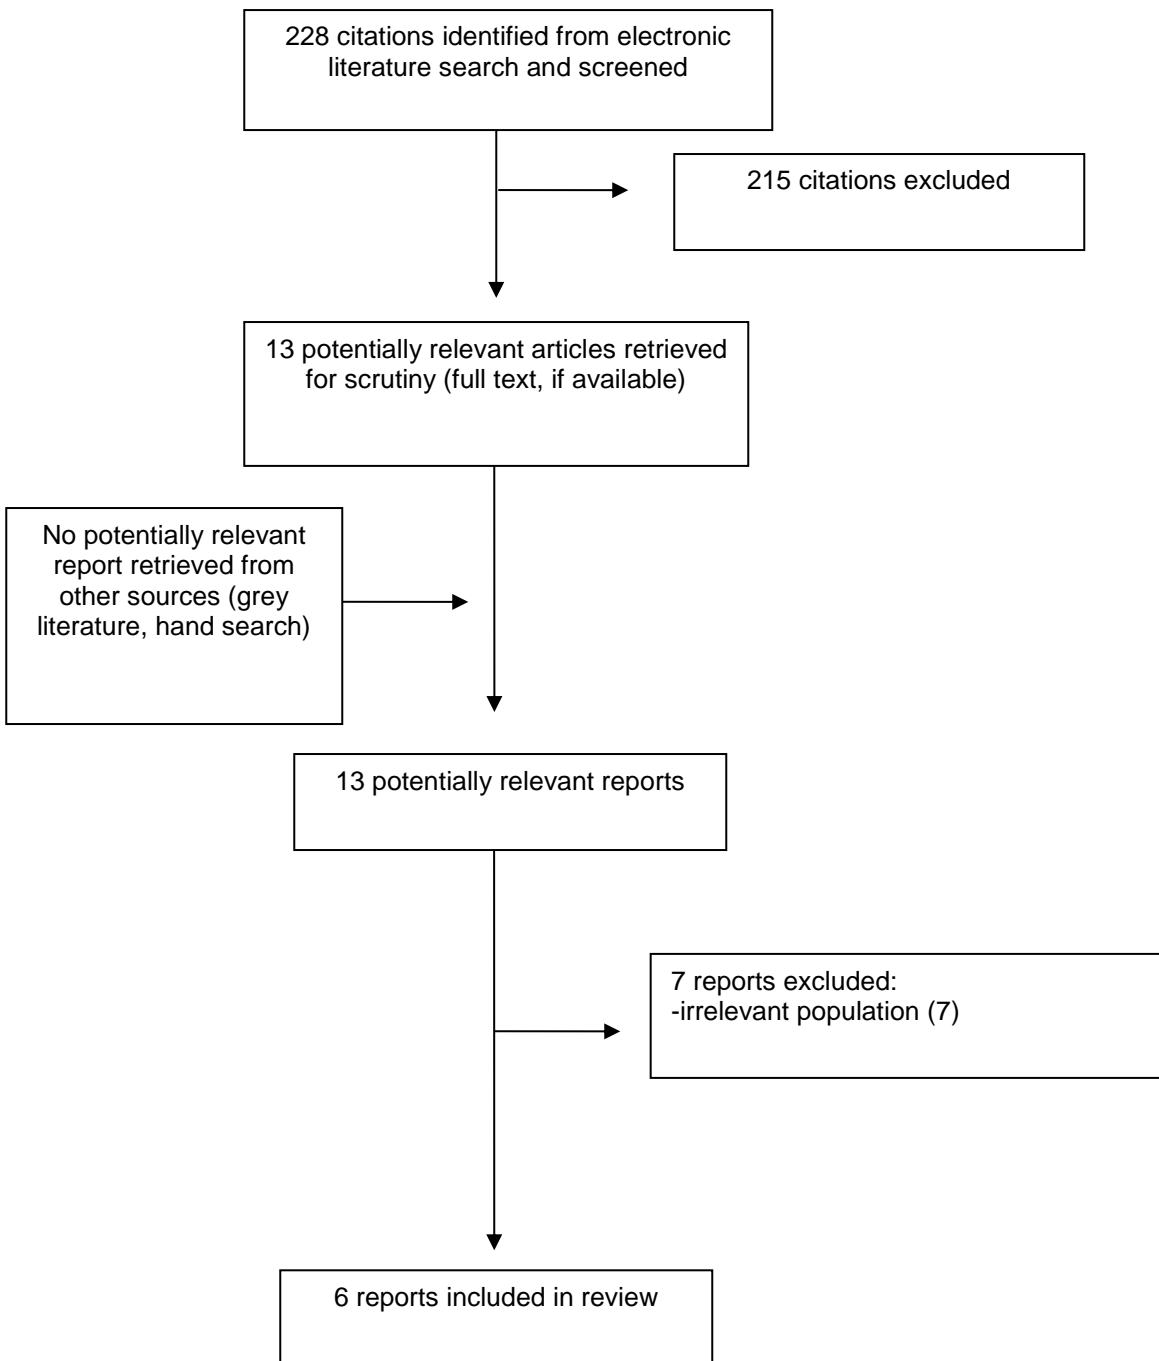 228 citations identified from electronic
literature search and screened
215 citations excluded
13 potentially relevant articles retrieved
for scrutiny (full text, if available)
No potentially relevant
report retrieved from
other sources (grey
literature, hand search)
13 potentially relevant reports
7 reports excluded:
-irrelevant population (7)
6 reports included in review